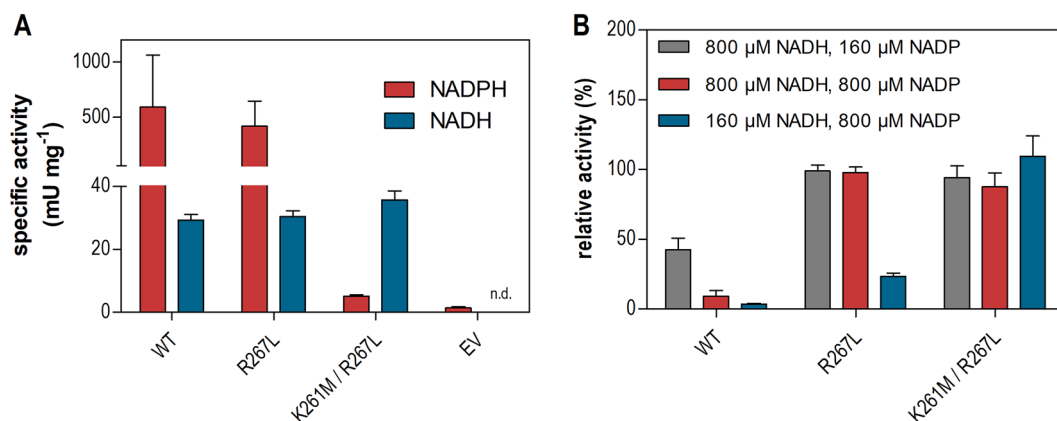 A
specific activity
(mU mg⁻¹)
1000
500
40
20
0
NADPH
NADH
n.d.
WT
R267L
K261M / R267L
EV
B
relative activity (%)
200
150
100
50
0
800 µM NADH, 160 µM NADP
800 µM NADH, 800 µM NADP
160 µM NADH, 800 µM NADP
WT
R267L
K261M / R267L